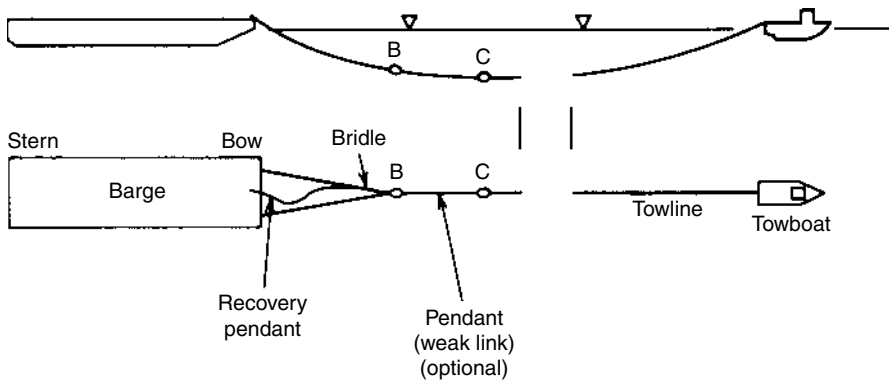 B
C
Stern
Bow
Bridle
B
C
Barge
Towline
Towboat
Recovery
pendant
Pendant
(weak link)
(optional)